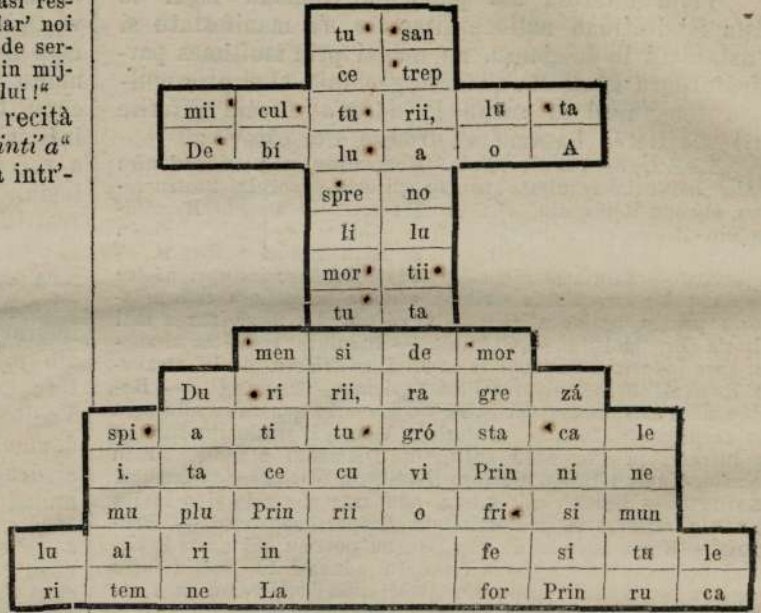 asi res-
lar' noi
de ser-
in mij-
lui !"
recită
inti'a"
a intr'-
tu san
ce trep
mii cul tu rii, lu ta
De bí lu a o A
spre no
li lu
mor tii
tu ta
men si de mor
Du ri rii, ra gre ză
spi a ti tu gró sta ca le
i. ta ce cu vi Prin ni ne
mu plu Prin rii o fri si mun
lu al ri in fe si tu le
ri tem ne La for Prin ru ca